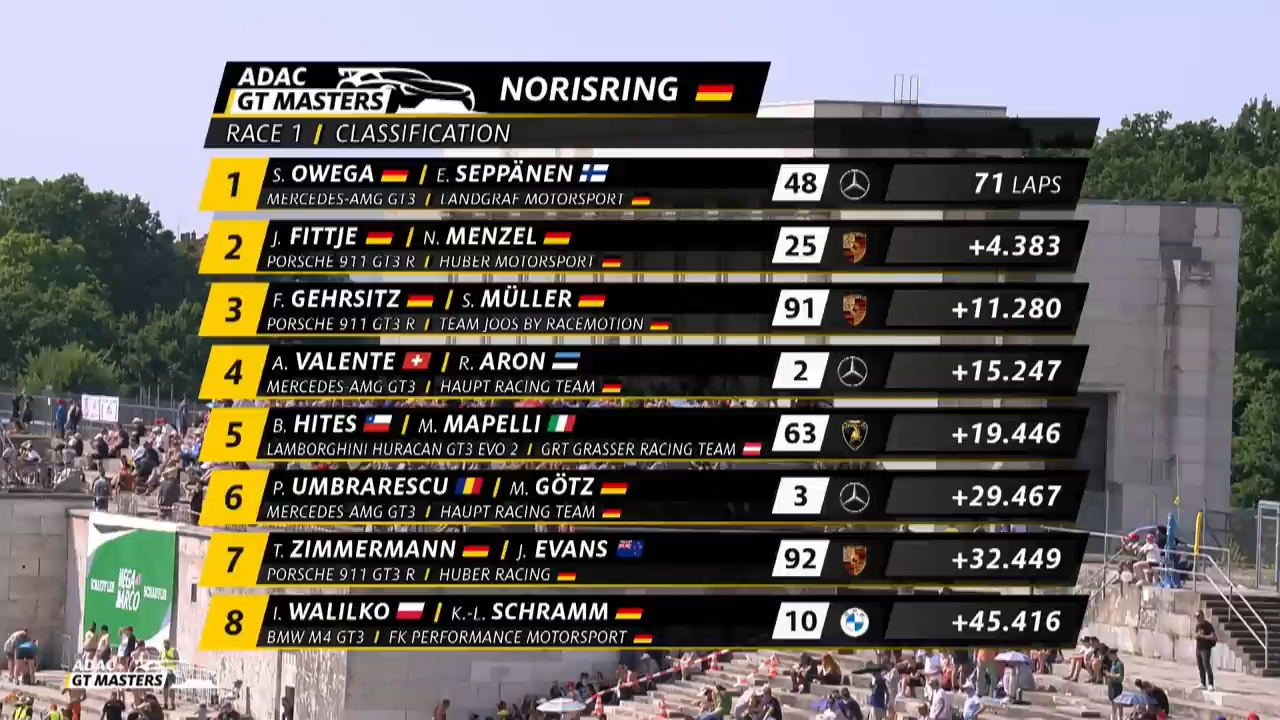 ADAC
GT MASTERS
NORISRING
RACE 1 / CLASSIFICATION
1 S. OWEGA / E. SEPPÄNEN 48 71 LAPS
MERCEDES-AMG GT3 / LANDGRAF MOTORSPORT
2 J. FITTJE / N. MENZEL 25 +4.383
PORSCHE 911 GT3 R / HUBER MOTORSPORT
3 F. GEHRSITZ / S. MÜLLER 91 +11.280
PORSCHE 911 GT3 R / TEAM JOOS BY RACEMOTION
4 A. VALENTE / R. ARON 2 +15.247
MERCEDES-AMG GT3 / HAUPT RACING TEAM
5 B. HITES / M. MAPELLI 63 +19.446
LAMBORGHINI HURACAN GT3 EVO 2 / GRT GRASSER RACING TEAM
6 P. UMBRARESCU / M. GÖTZ 3 +29.467
MERCEDES AMG GT3 / HAUPT RACING TEAM
7 T. ZIMMERMANN / J. EVANS 92 +32.449
PORSCHE 911 GT3 R / HUBER RACING
8 I. WALILKO / K.-L. SCHRAMM 10 +45.416
BMW M4 GT3 / FK PERFORMANCE MOTORSPORT
ADAC
GT MASTERS